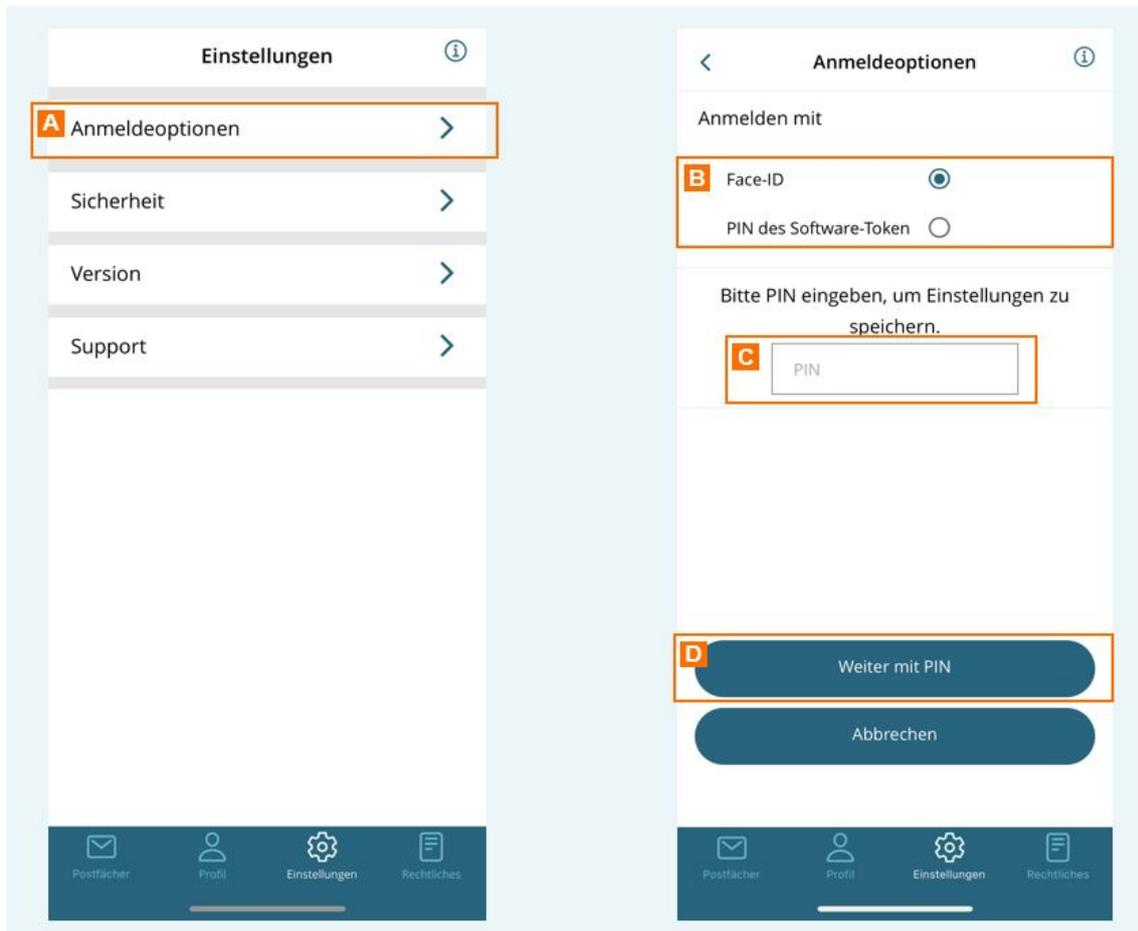 Einstellungen
A Anmeldeoptionen
Sicherheit
Version
Support
Postfächer Profil Einstellungen Rechtliches
Anmeldeoptionen
Anmelden mit
B Face-ID
PIN des Software-Token
Bitte PIN eingeben, um Einstellungen zu
speichern.
C PIN
D Weiter mit PIN
Abbrechen
Postfächer Profil Einstellungen Rechtliches